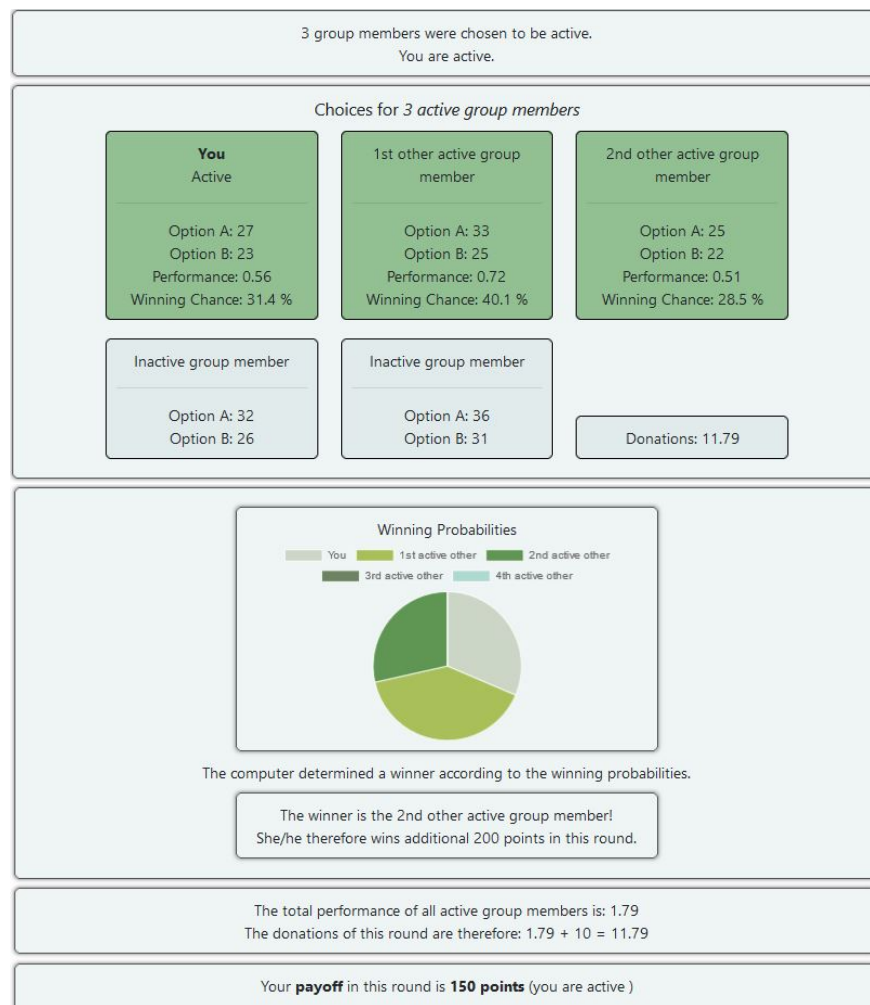 3 group members were chosen to be active.
You are active.
Choices for 3 active group members
You
Active
Option A: 27
Option B: 23
Performance: 0.56
Winning Chance: 31.4 %
1st other active group
member
Option A: 33
Option B: 25
Performance: 0.72
Winning Chance: 40.1 %
2nd other active group
member
Option A: 25
Option B: 22
Performance: 0.51
Winning Chance: 28.5 %
Inactive group member
Option A: 32
Option B: 26
Inactive group member
Option A: 36
Option B: 31
Donations: 11.79
Winning Probabilities
You
1st active other
2nd active other
3rd active other
4th active other
The computer determined a winner according to the winning probabilities.
The winner is the 2nd other active group member!
She/he therefore wins additional 200 points in this round.
The total performance of all active group members is: 1.79
The donations of this round are therefore: 1.79 + 10 = 11.79
Your payoff in this round is 150 points (you are active )